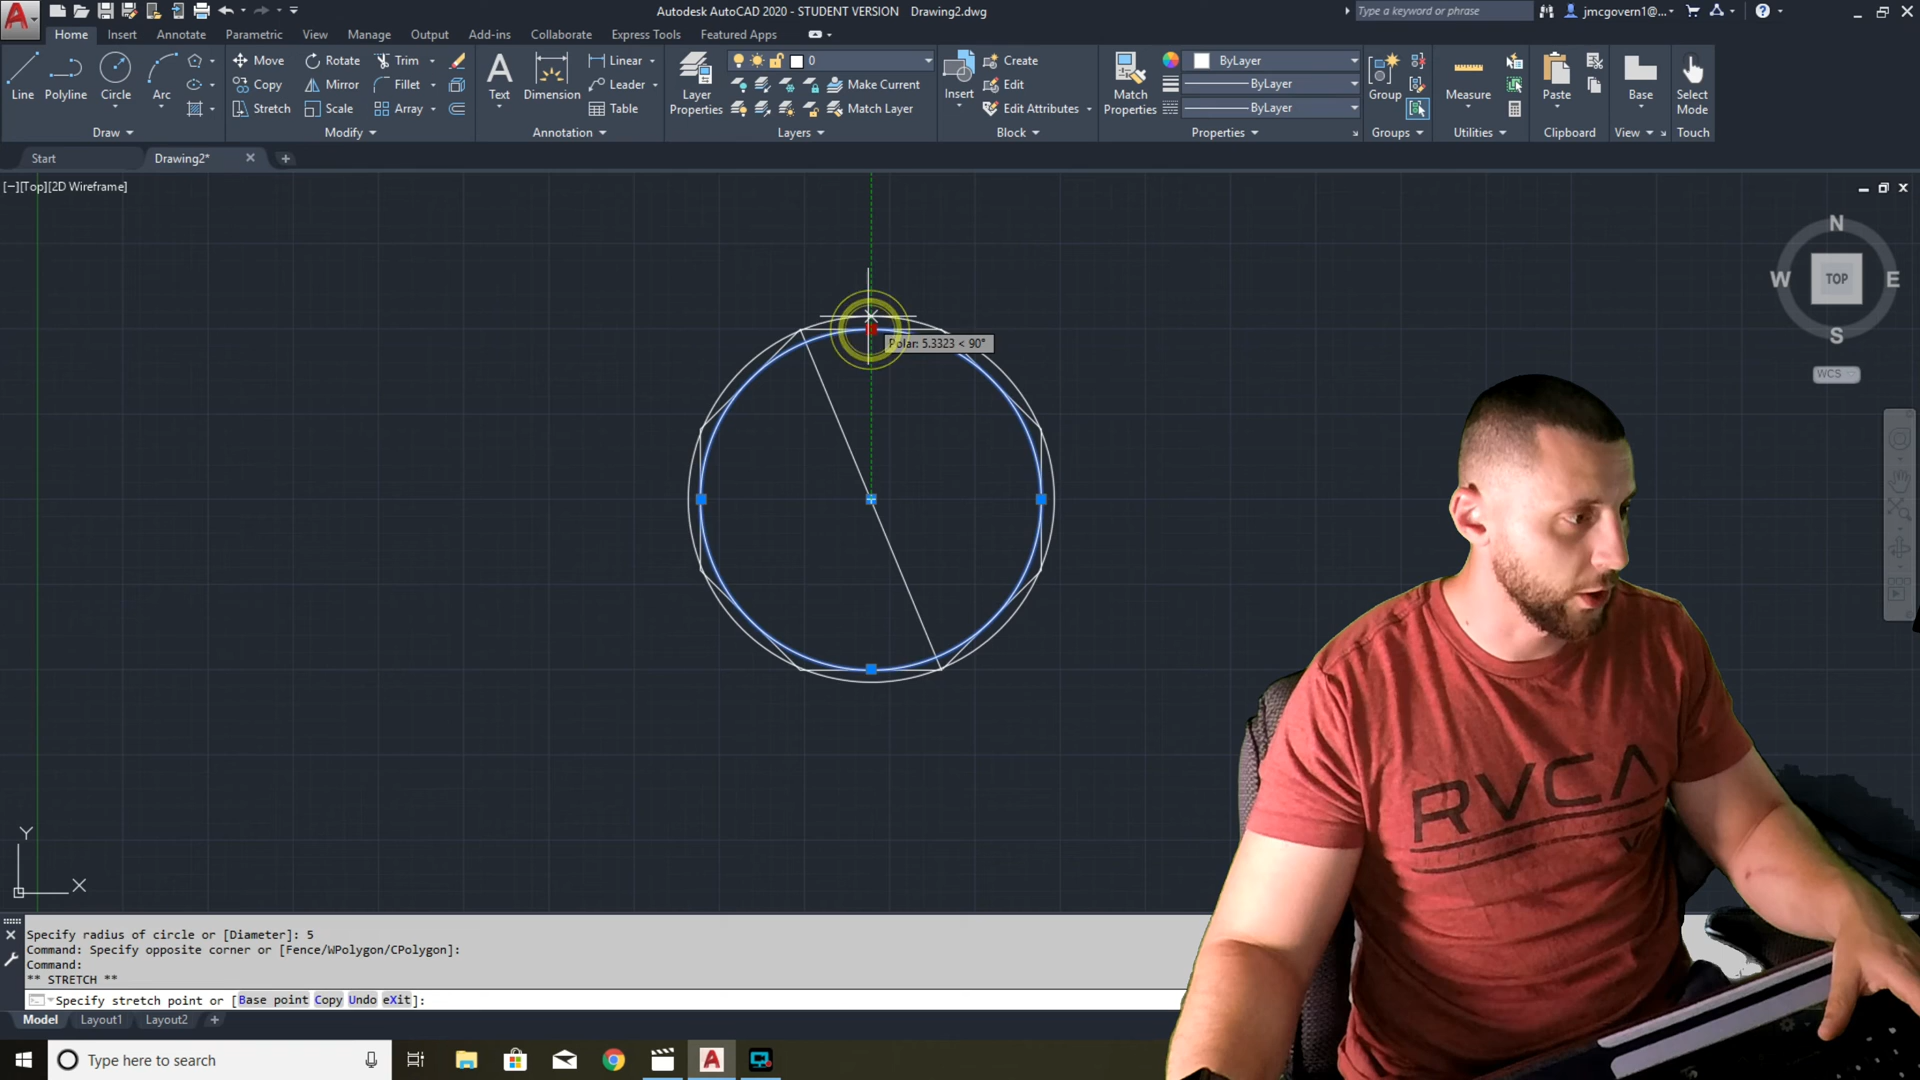 Autodesk AutoCAD 2020 - STUDENT VERSION Drawing2.dwg
Type a keyword or phrase
jmcgovern1@...
Home Insert Annotate Parametric View Manage Output Add-ins Collaborate Express Tools Featured Apps
Line Polyline Circle Arc
Move Rotate Trim
Copy Mirror Fillet
Stretch Scale Array
Text Dimension
Linear
Leader
Table
Layer Properties
0
Make Current
Match Layer
Insert
Create
Edit
Edit Attributes
Match Properties
ByLayer
ByLayer
ByLayer
Group
Measure
Paste
Base
Select Mode
Draw Modify Annotation Layers Block Properties Groups Utilities Clipboard View Touch
Start Drawing2*
[−][Top][2D Wireframe]
N
W TOP E
S
WCS
Polar: 5.3323 < 90°
RVCA
Y
X
Specify radius of circle or [Diameter]: 5
Command: Specify opposite corner or [Fence/WPolygon/CPolygon]:
Command:
** STRETCH **
Specify stretch point or [Base point Copy Undo eXit]:
Model Layout1 Layout2 +
Type here to search